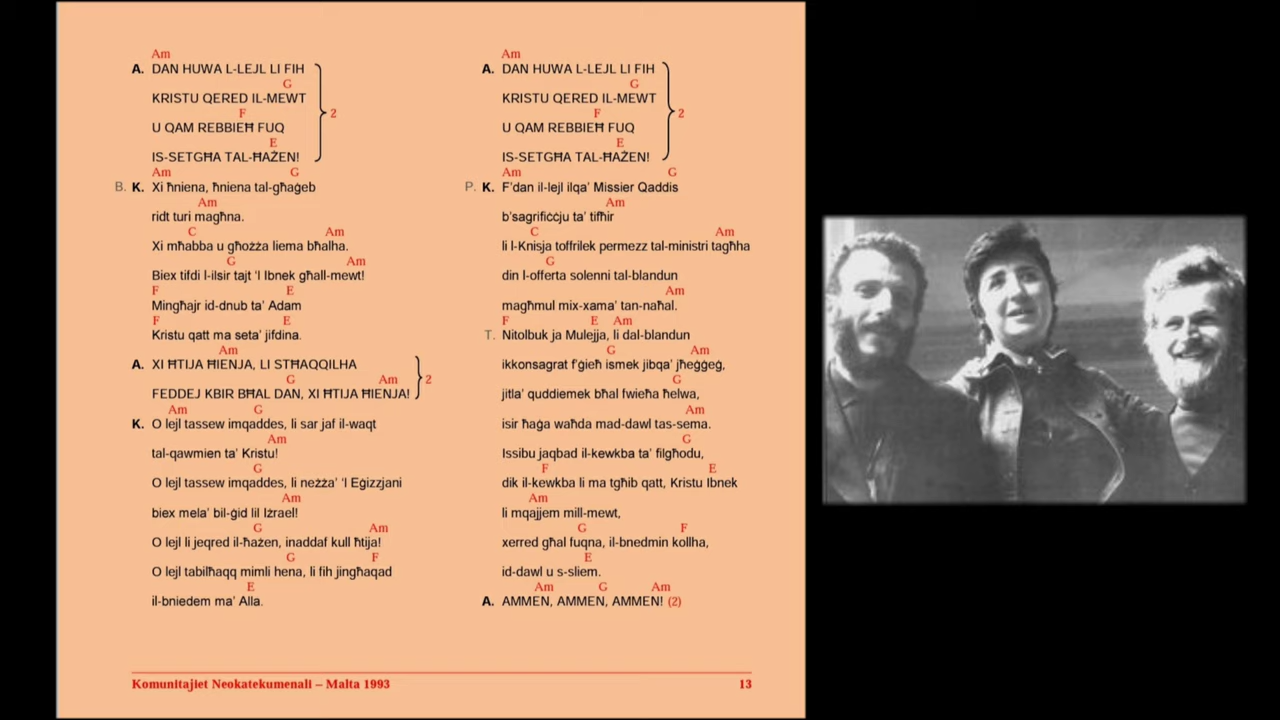 Am
A. DAN HUWA L-LEJL LI FIH
G
KRISTU QERED IL-MEWT
F
U QAM REBBIEĦ FUQ
E
IS-SETGĦA TAL-ĦAŻEN!
2
Am G
B. K. Xi ħniena, ħniena tal-għaġeb
Am
ridt turi magħna.
C Am
Xi mħabba u għożża liema bħalha.
G Am
Biex tifdi l-ilsir tajt ‘l Ibnek għall-mewt!
F E
Mingħajr id-dnub ta’ Adam
F E
Kristu qatt ma seta’ jifdina.
Am
A. XI ĦTIJA ĦIENJA, LI STĦAQQILHA
G Am
FEDDEJ KBIR BĦAL DAN, XI ĦTIJA ĦIENJA!
2
Am G
K. O lejl tassew imqaddes, li sar jaf il-waqt
Am
tal-qawmien ta’ Kristu!
G
O lejl tassew imqaddes, li neżża’ ‘l Eġizzjani
Am
biex mela’ bil-ġid lil Iżrael!
G Am
O lejl li jeqred il-ħażen, inaddaf kull ħtija!
G F
O lejl tabilħaqq mimli hena, li fih jingħaqad
E
il-bniedem ma’ Alla.
Am
A. DAN HUWA L-LEJL LI FIH
G
KRISTU QERED IL-MEWT
F
U QAM REBBIEĦ FUQ
E
IS-SETGĦA TAL-ĦAŻEN!
2
Am G
P. K. F’dan il-lejl ilqa’ Missier Qaddis
Am
b’sagrifiċċju ta’ tifħir
C Am
li l-Knisja toffrilek permezz tal-ministri tagħha
G
din l-offerta solenni tal-blandun
Am
magħmul mix-xama’ tan-naħal.
F E Am
T. Nitolbuk ja Mulejja, li dal-blandun
G Am
ikkonsagrat f’ġieħ ismek jibqa’ jħeġġeġ,
G
jitla’ quddiemek bħal fwieħa ħelwa,
Am
isir ħaġa waħda mad-dawl tas-sema.
G
Issibu jaqbad il-kewkba ta’ filgħodu,
F E
dik il-kewkba li ma tgħib qatt, Kristu Ibnek
Am
li mqajjem mill-mewt,
G F
xerred għal fuqna, il-bnedmin kollha,
E
id-dawl u s-sliem.
Am G Am
A. AMMEN, AMMEN, AMMEN! (2)
Komunitajiet Neokatekumenali – Malta 1993 13